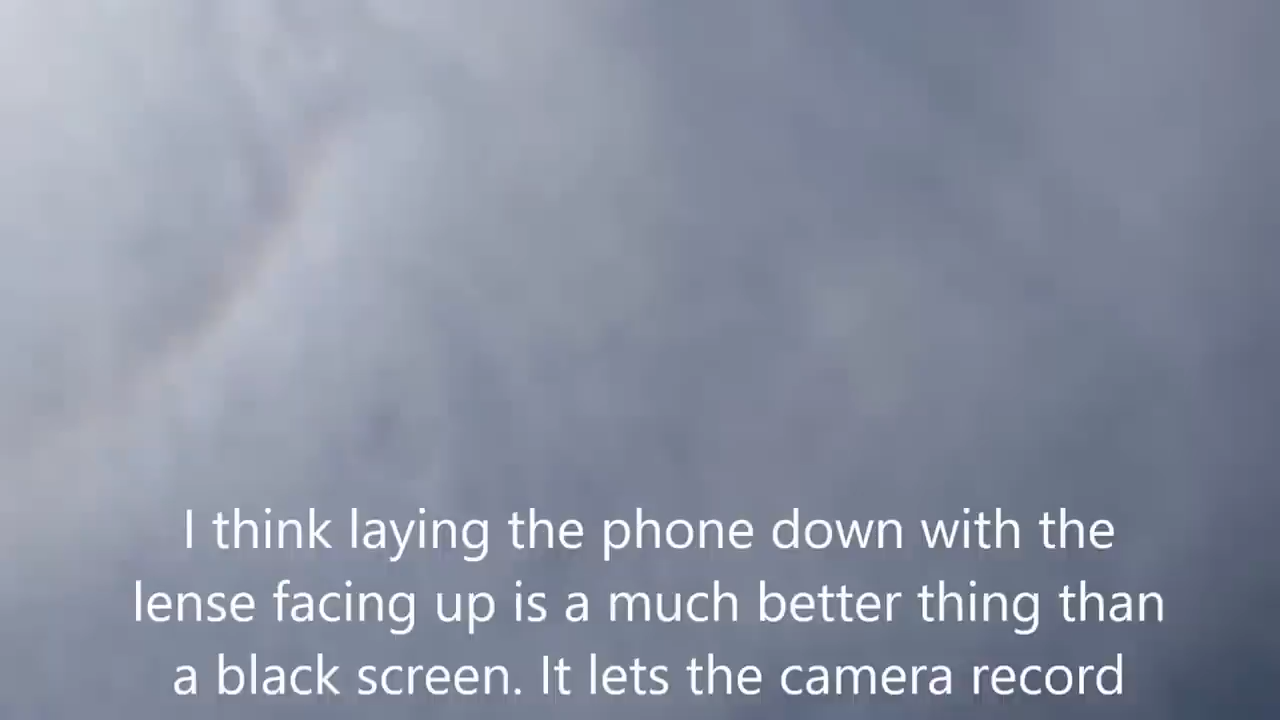 I think laying the phone down with the
lense facing up is a much better thing than
a black screen. It lets the camera record